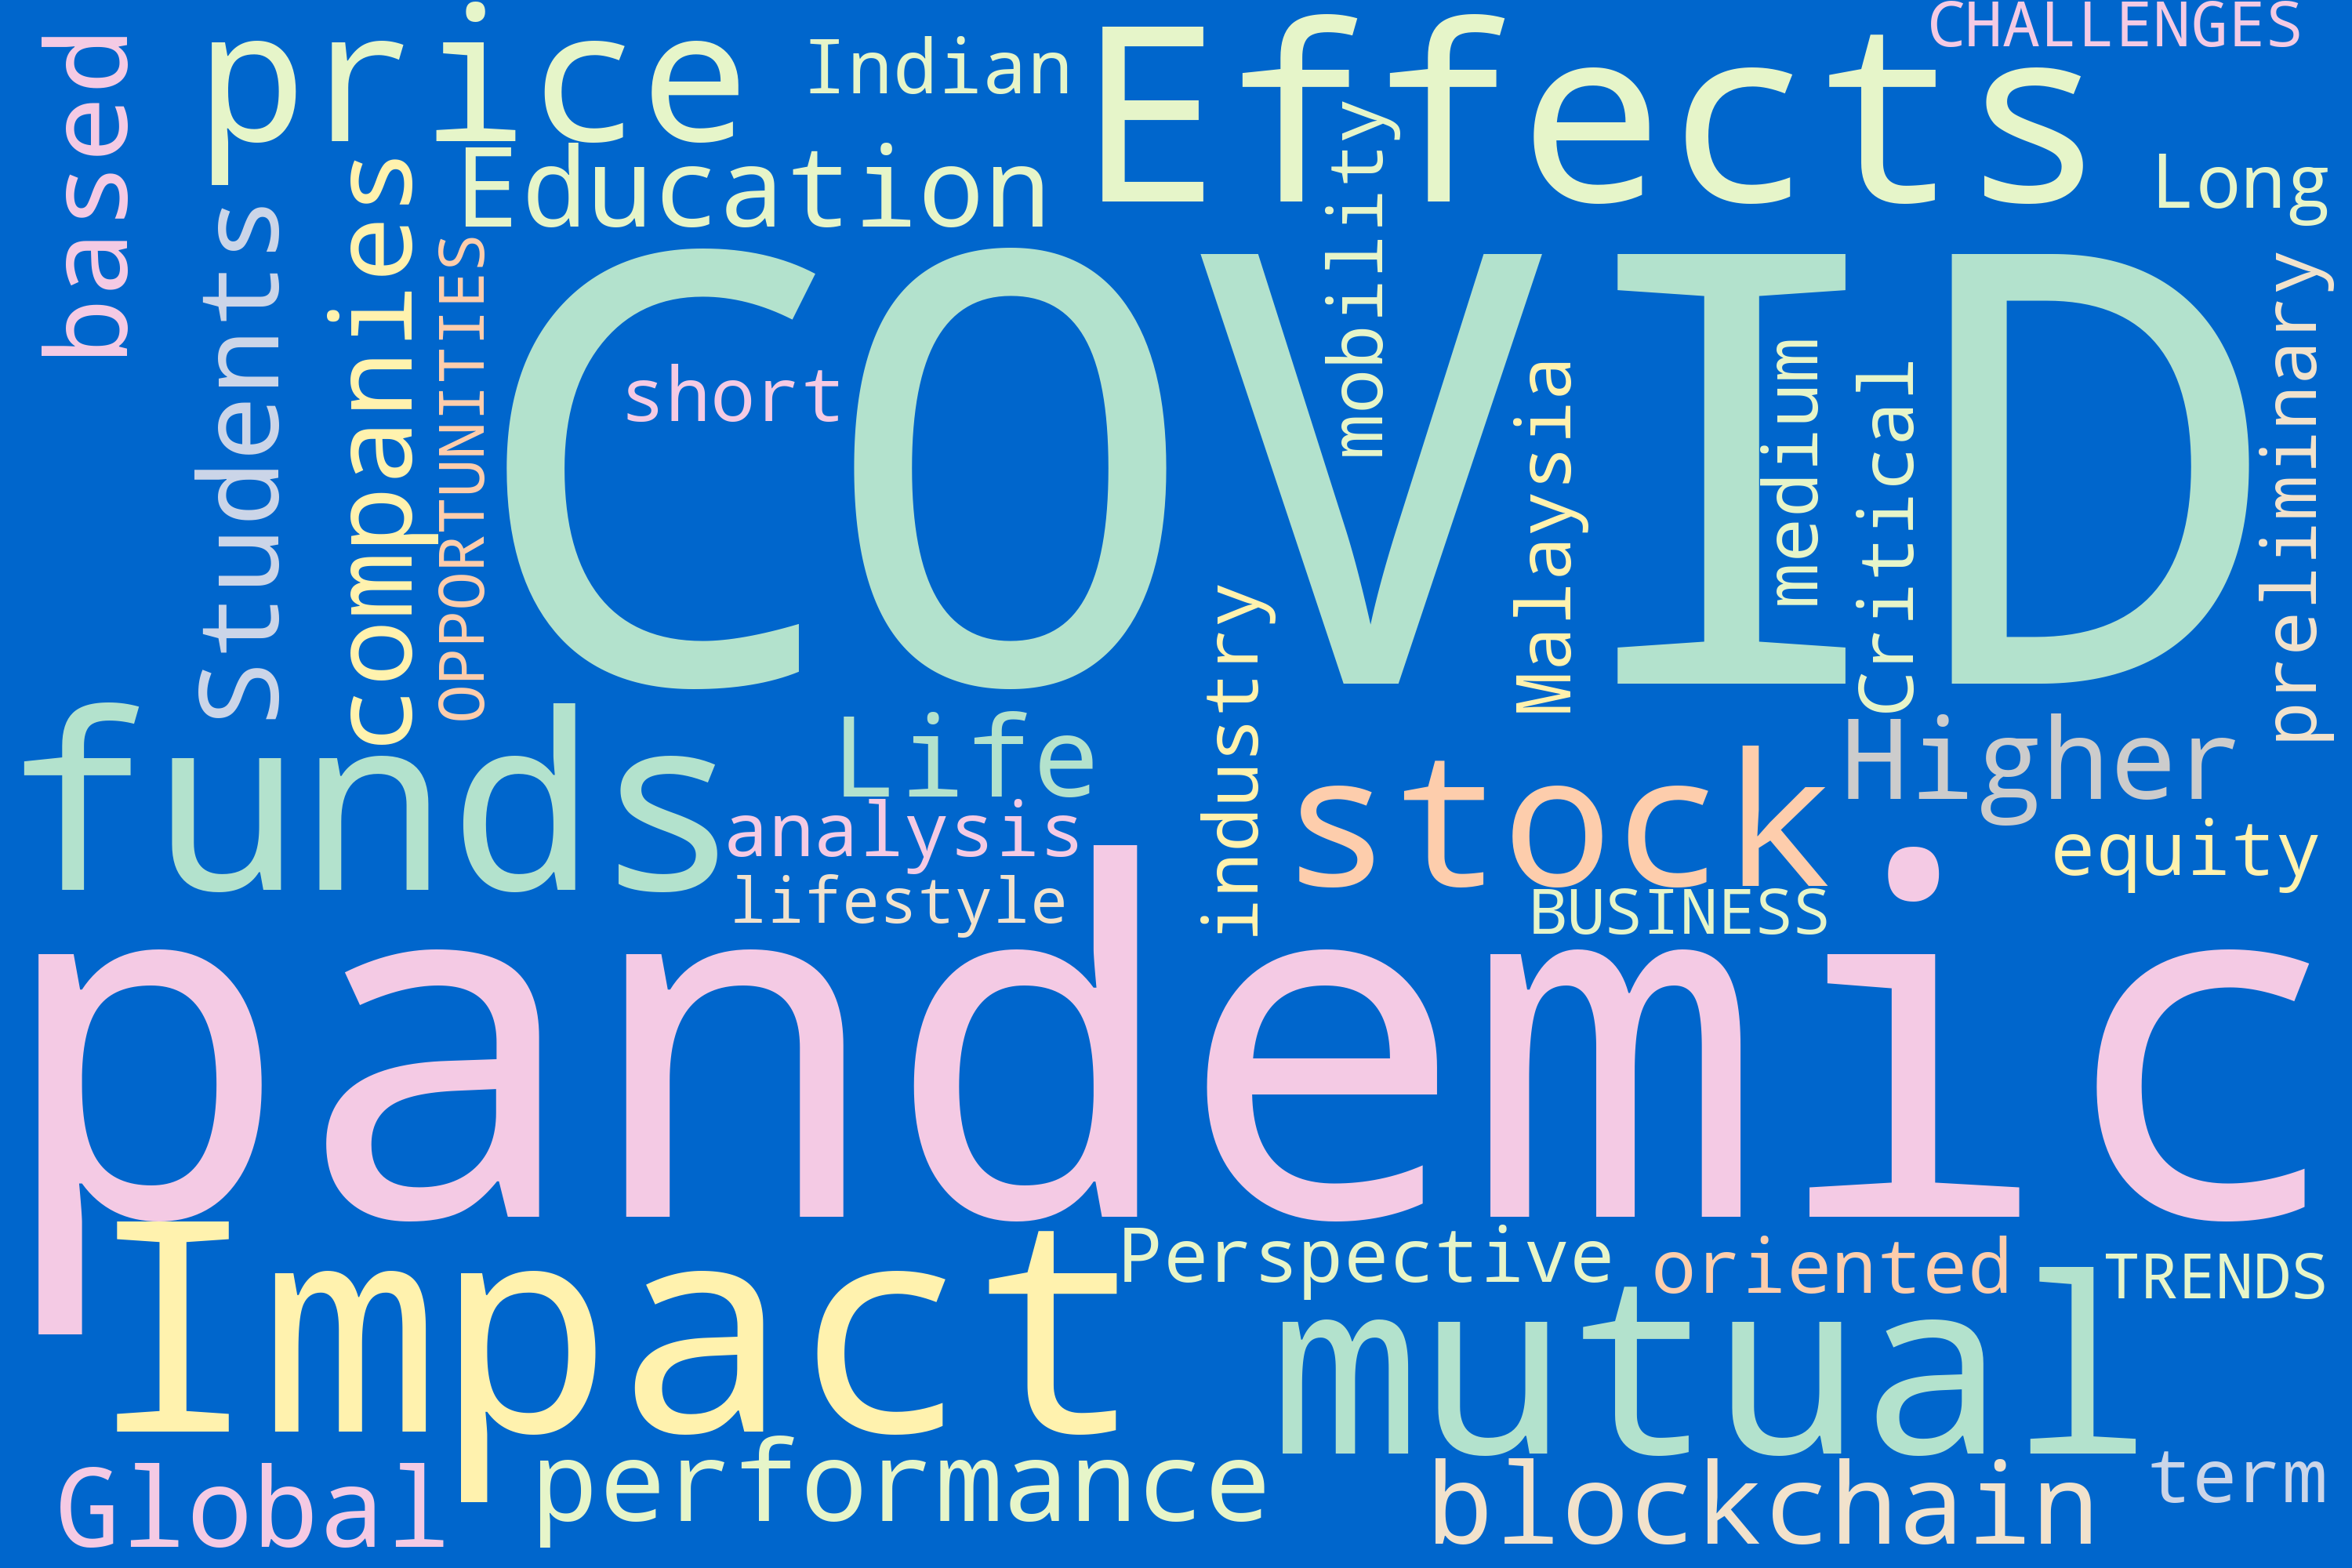 based
price
Indian
Effects
CHALLENGES
Students
companies
Education
OPPORTUNITIES
mobility
Long
COVID
short
Malaysia
medium
Critical
preliminary
funds
Life
industry
stock
Higher
analysis
equity
lifestyle
BUSINESS
pandemic
Impact
Perspective
oriented
TRENDS
mutual
Global
performance
blockchain
term